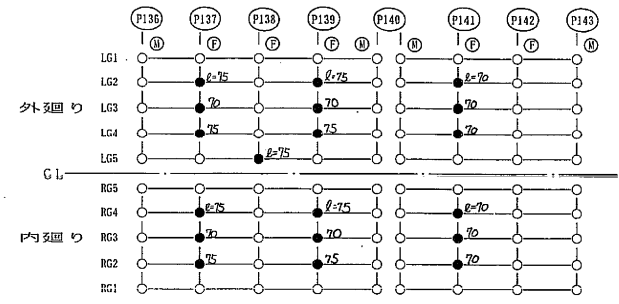 P136 P137 P138 P139 P140 P141 P142 P143
M F F F M M F F M
LG1
LG2 ℓ=75 ℓ=75 ℓ=70
外廻り LG3 70 70 70
LG4 75 75 70
LG5 ℓ=75
GL
RG5
RG4 ℓ=75 ℓ=75 ℓ=70
内廻り RG3 70 70 70
RG2 75 75 70
RG1